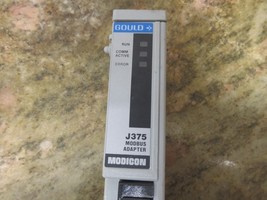 GOULD
RUN
COMM
ACTIVE
ERROR
J375
MODBUS
ADAPTER
MODICON